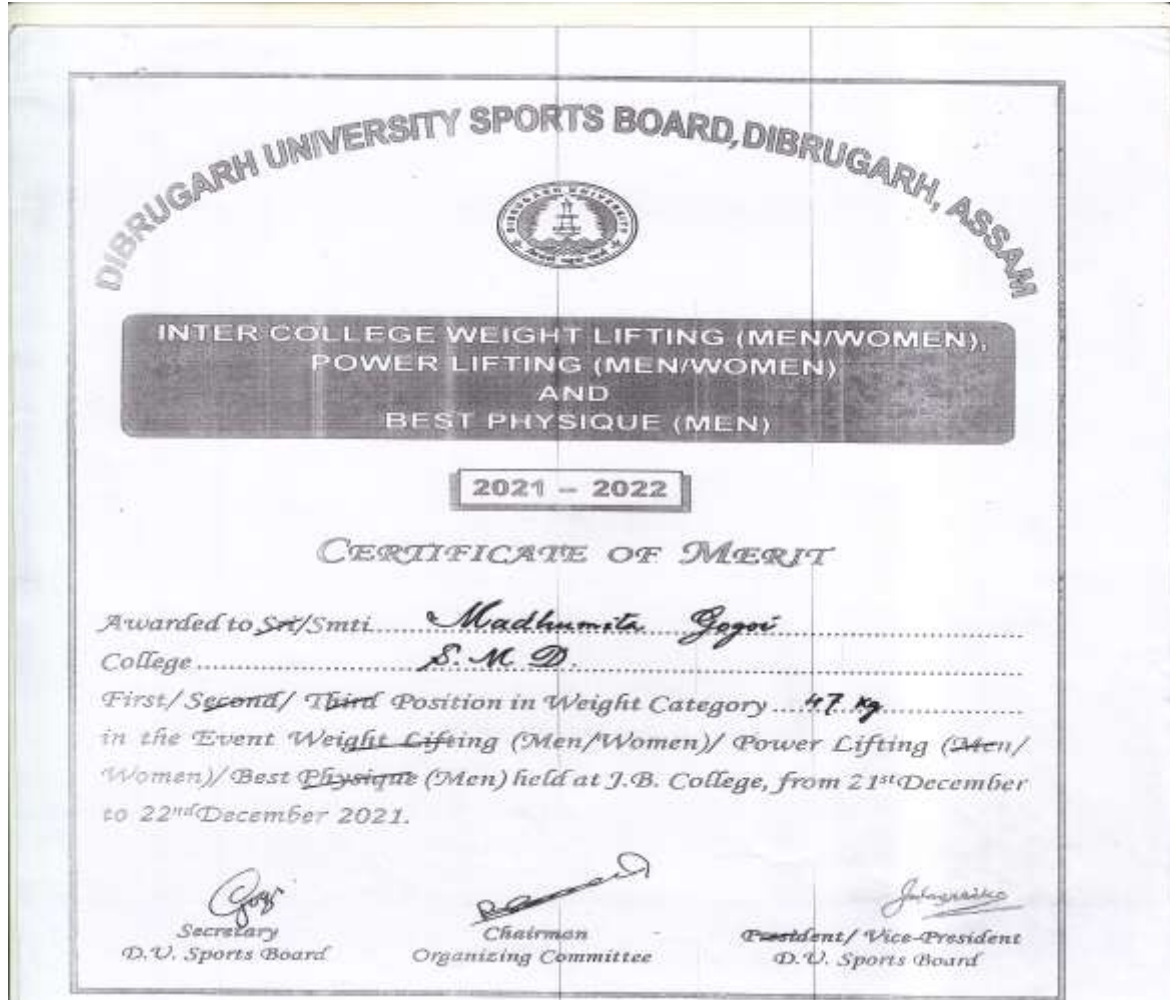 DIBRUGARH UNIVERSITY SPORTS BOARD, DIBRUGARH, ASSAM
DIBRUGARH UNIVERSITY
INTER COLLEGE WEIGHT LIFTING (MEN/WOMEN),
POWER LIFTING (MEN/WOMEN)
AND
BEST PHYSIQUE (MEN)
2021 – 2022
CERTIFICATE OF MERIT
Awarded to Sri/Smti Madhumita Gogoi
College S. M. D.
First/ Second/ Third Position in Weight Category 47 kg
in the Event Weight Lifting (Men/Women)/ Power Lifting (Men/
Women)/ Best Physique (Men) held at J.B. College, from 21st December
to 22nd December 2021.
Secretary
D.U. Sports Board
Chairman
Organizing Committee
President/ Vice-President
D.U. Sports Board